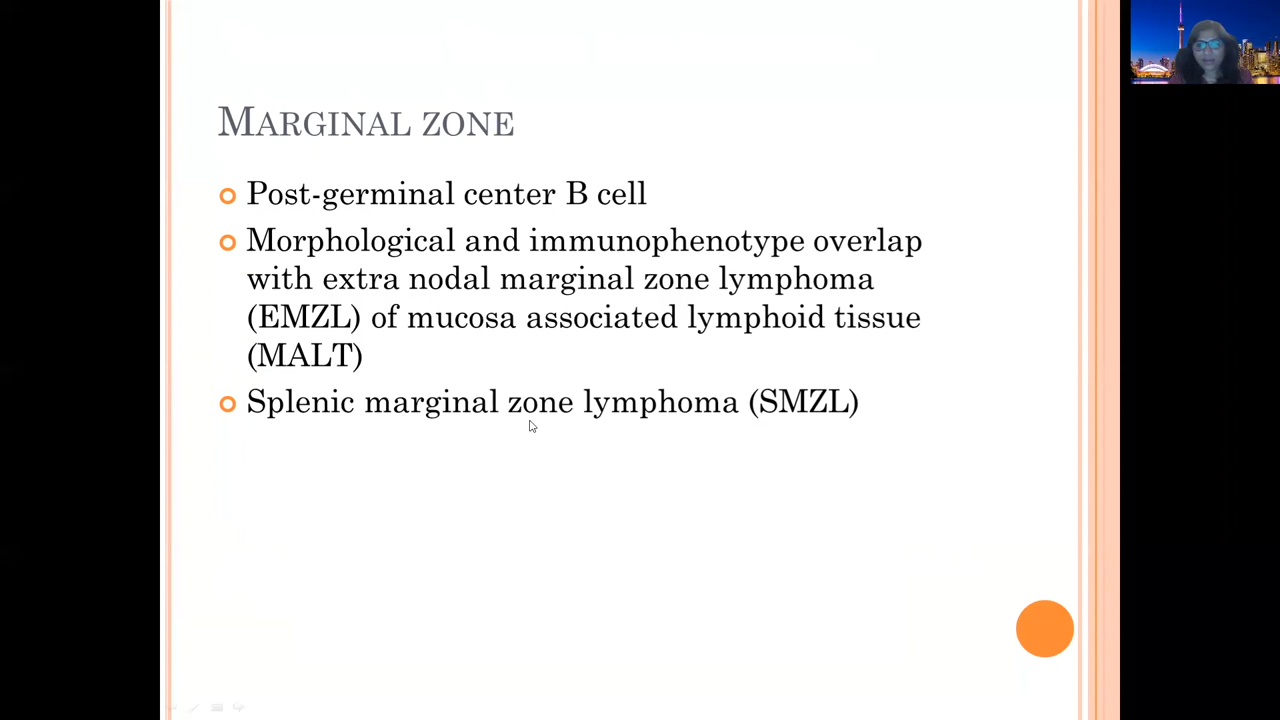 MARGINAL ZONE
Post-germinal center B cell
Morphological and immunophenotype overlap
with extra nodal marginal zone lymphoma
(EMZL) of mucosa associated lymphoid tissue
(MALT)
Splenic marginal zone lymphoma (SMZL)